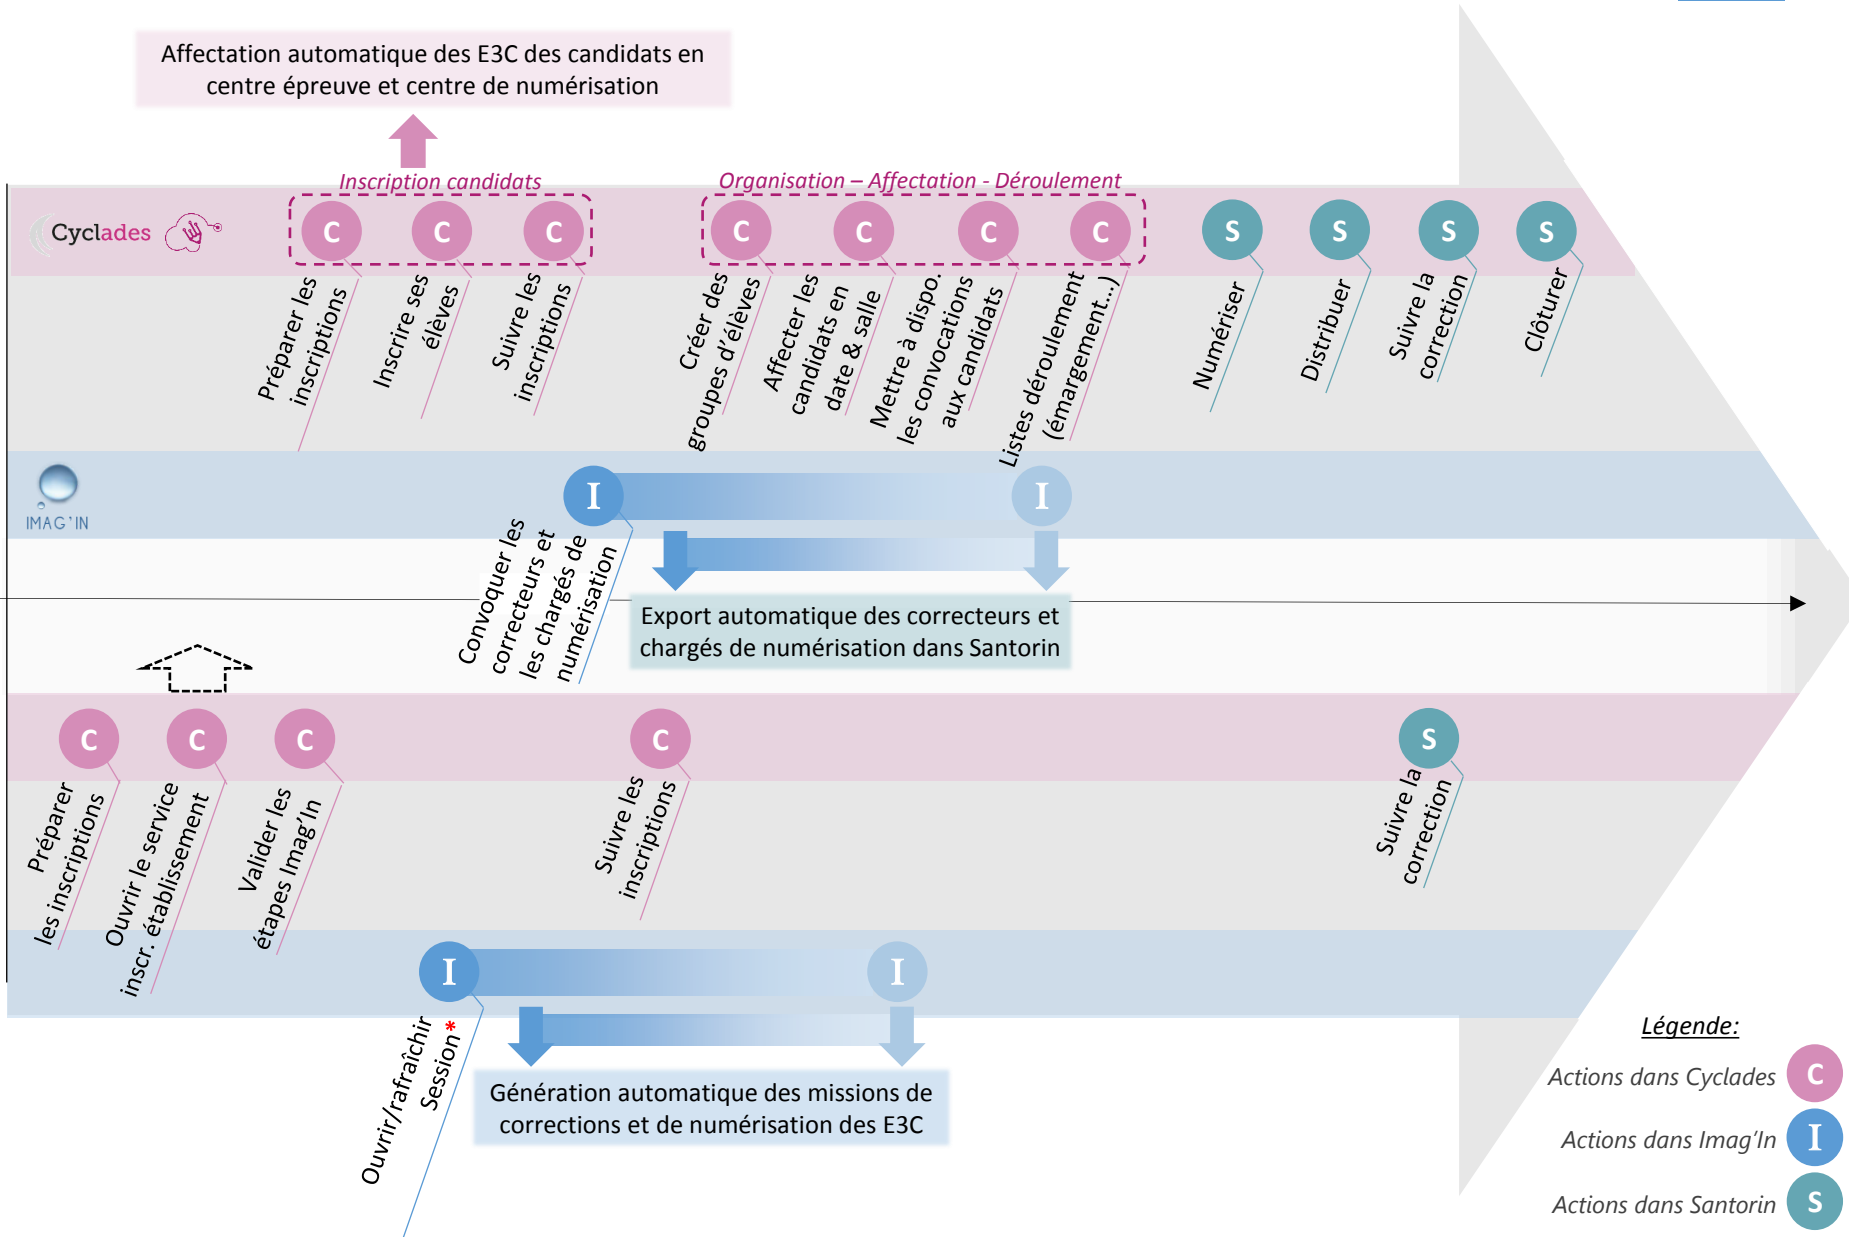 Affectation automatique des E3C des candidats en
centre épreuve et centre de numérisation
Inscription candidats
Organisation – Affectation - Déroulement
Cyclades
C
C
C
C
C
C
C
S
S
S
S
Préparer les
inscriptions
Inscrire ses
élèves
Suivre les
inscriptions
Créer des
groupes d'élèves
Affecter les
candidats en
date & salle
Mettre à dispo.
les convocations
aux candidats
Listes déroulement
(émargement...)
Numériser
Distribuer
Suivre la
correction
Clôturer
IMAG'IN
I
I
Convoquer les
correcteurs et
les chargés de
numérisation
Export automatique des correcteurs et
chargés de numérisation dans Santorin
C
C
C
C
S
Préparer
les inscriptions
Ouvrir le service
inscr. établissement
Valider les
étapes Imag'In
Suivre les
inscriptions
Suivre la
correction
I
I
Ouvrir/rafraîchir
Session*
Génération automatique des missions de
corrections et de numérisation des E3C
Légende:
Actions dans Cyclades C
Actions dans Imag'In I
Actions dans Santorin S